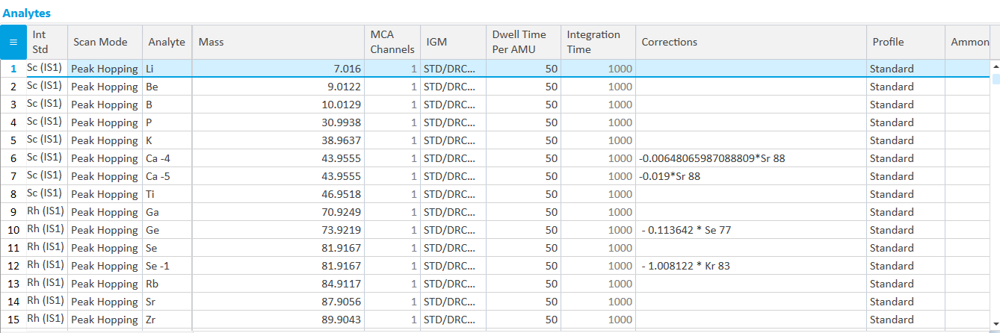 Analytes
Int Std Scan Mode Analyte Mass MCA Channels IGM Dwell Time Per AMU Integration Time Corrections Profile Ammon
1 Sc (IS1) Peak Hopping Li 7.016 1 STD/DRC... 50 1000 Standard
2 Sc (IS1) Peak Hopping Be 9.0122 1 STD/DRC... 50 1000 Standard
3 Sc (IS1) Peak Hopping B 10.0129 1 STD/DRC... 50 1000 Standard
4 Sc (IS1) Peak Hopping P 30.9938 1 STD/DRC... 50 1000 Standard
5 Sc (IS1) Peak Hopping K 38.9637 1 STD/DRC... 50 1000 Standard
6 Sc (IS1) Peak Hopping Ca -4 43.9555 1 STD/DRC... 50 1000 -0.00648065987088809*Sr 88 Standard
7 Sc (IS1) Peak Hopping Ca -5 43.9555 1 STD/DRC... 50 1000 -0.019*Sr 88 Standard
8 Sc (IS1) Peak Hopping Ti 46.9518 1 STD/DRC... 50 1000 Standard
9 Rh (IS1) Peak Hopping Ga 70.9249 1 STD/DRC... 50 1000 Standard
10 Rh (IS1) Peak Hopping Ge 73.9219 1 STD/DRC... 50 1000 - 0.113642 * Se 77 Standard
11 Rh (IS1) Peak Hopping Se 81.9167 1 STD/DRC... 50 1000 Standard
12 Rh (IS1) Peak Hopping Se -1 81.9167 1 STD/DRC... 50 1000 - 1.008122 * Kr 83 Standard
13 Rh (IS1) Peak Hopping Rb 84.9117 1 STD/DRC... 50 1000 Standard
14 Rh (IS1) Peak Hopping Sr 87.9056 1 STD/DRC... 50 1000 Standard
15 Rh (IS1) Peak Hopping Zr 89.9043 1 STD/DRC... 50 1000 Standard